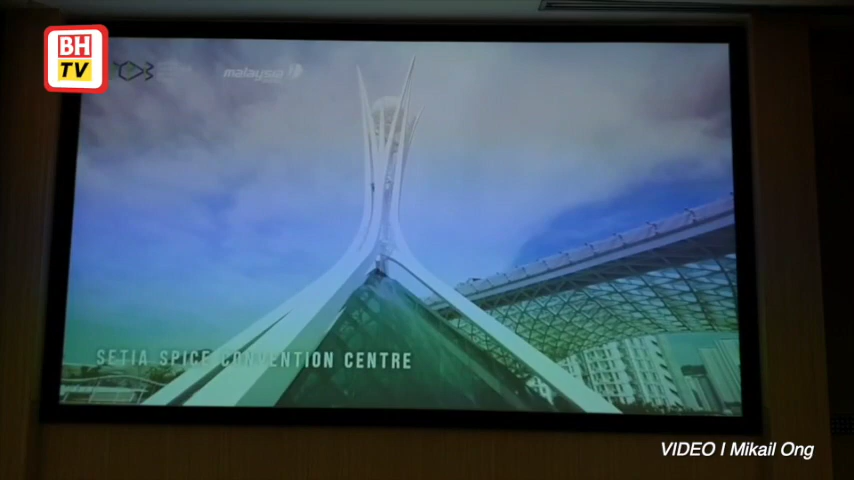 BH
TV
malaysia
SETIA SPICE CONVENTION CENTRE
VIDEO I Mikail Ong